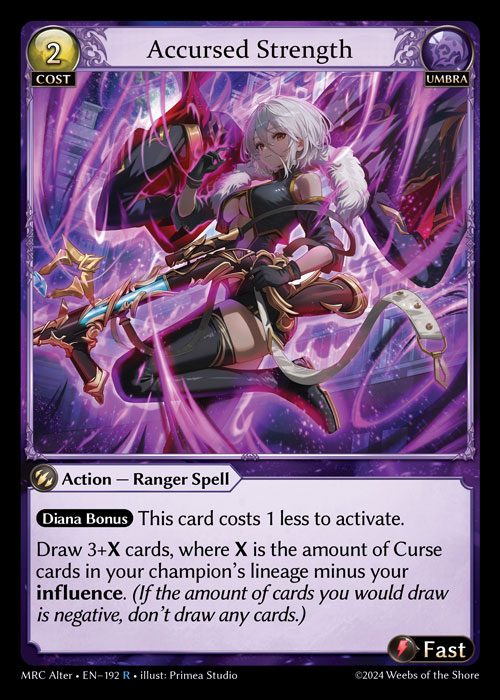 2
Accursed Strength
COST
UMBRA
Action — Ranger Spell
Diana Bonus This card costs 1 less to activate.
Draw 3+X cards, where X is the amount of Curse
cards in your champion's lineage minus your
influence. (If the amount of cards you would draw
is negative, don't draw any cards.)
Fast
MRC Alter • EN–192 R • illust: Primea Studio
©2024 Weebs of the Shore